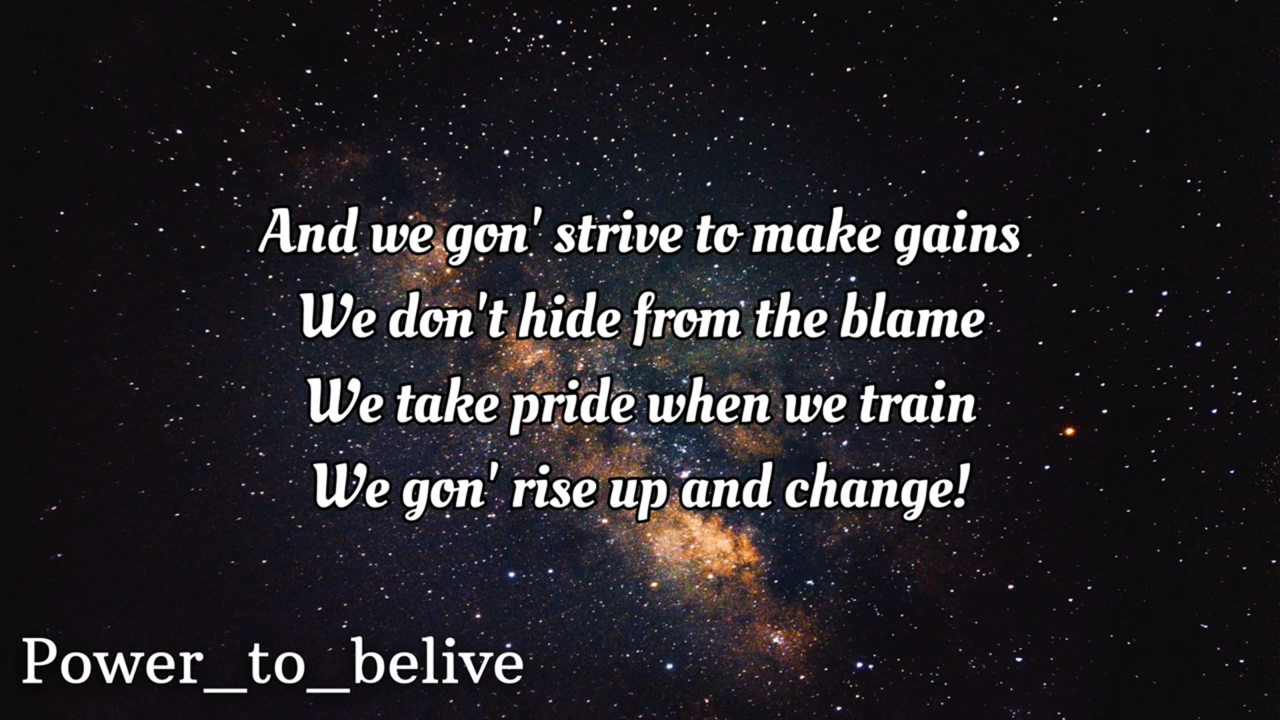 And we gon' strive to make gains
We don't hide from the blame
We take pride when we train
We gon' rise up and change!
Power_to_belive